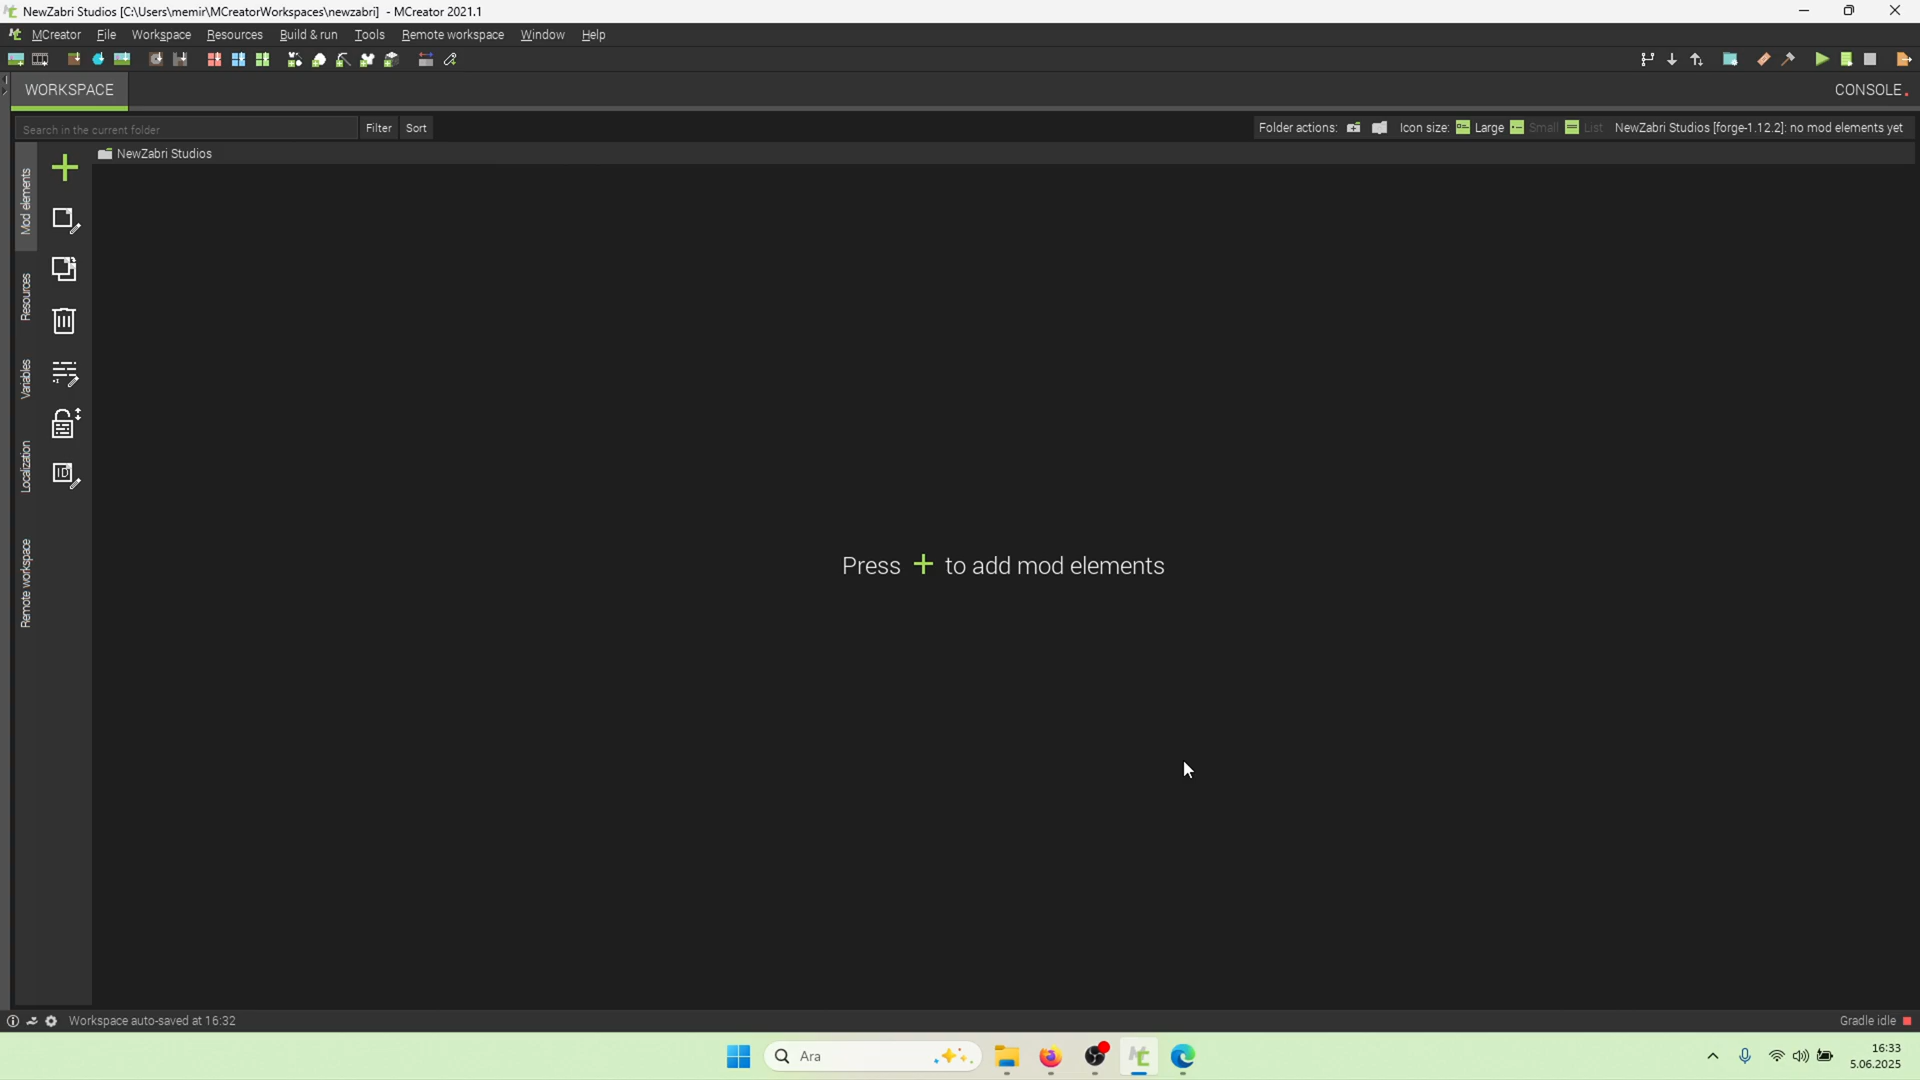 NewZabri Studios [C:\Users\memir\MCreatorWorkspaces\newzabri] - MCreator 2021.1
MCreator File Workspace Resources Build & run Tools Remote workspace Window Help
WORKSPACE CONSOLE
Search in the current folder Filter Sort Folder actions: Icon size: Large Small List NewZabri Studios [forge-1.12.2]: no mod elements yet
NewZabri Studios
Mod elements
Resources
Variables
Localization
Remote workspace
Press + to add mod elements
Workspace auto-saved at 16:32 Gradle idle
Ara
16:33
5.06.2025